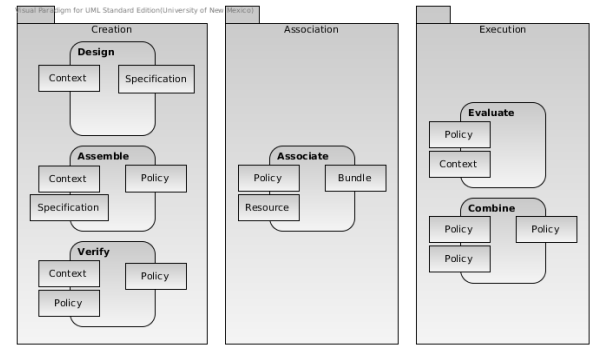 Visual Paradigm for UML Standard Edition(University of New Mexico)
Creation
Design
Context
Specification
Assemble
Context
Policy
Specification
Verify
Context
Policy
Policy
Association
Associate
Policy
Bundle
Resource
Execution
Evaluate
Policy
Context
Combine
Policy
Policy
Policy